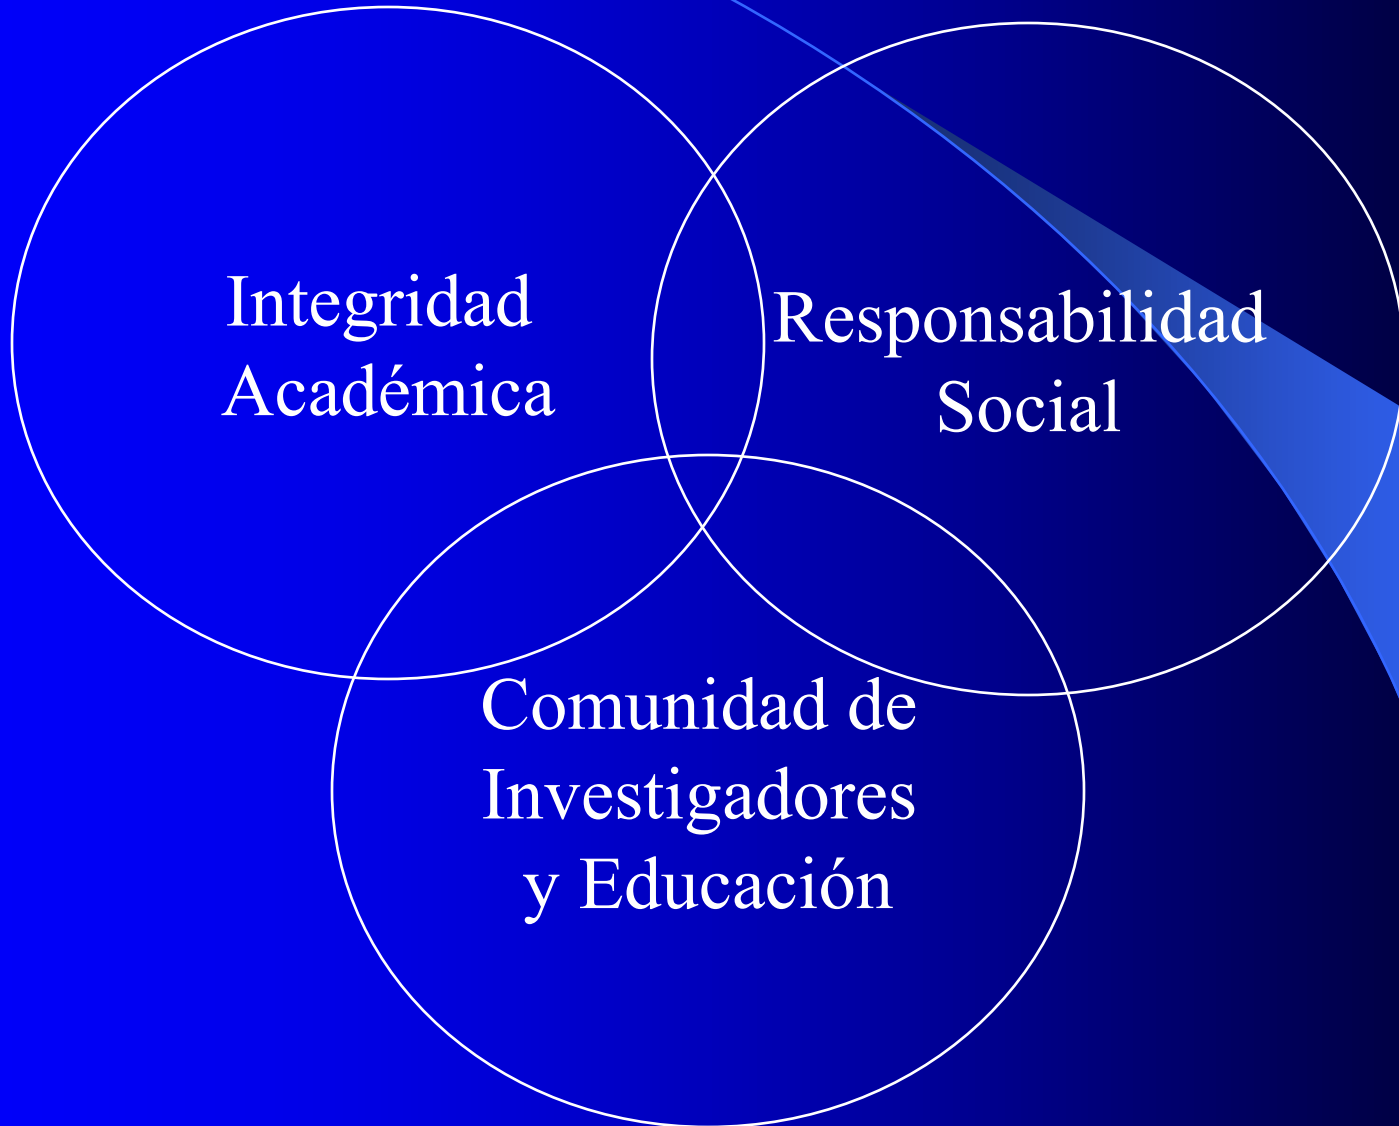 Integridad
Académica
Responsabilidad
Social
Comunidad de
Investigadores
y Educación